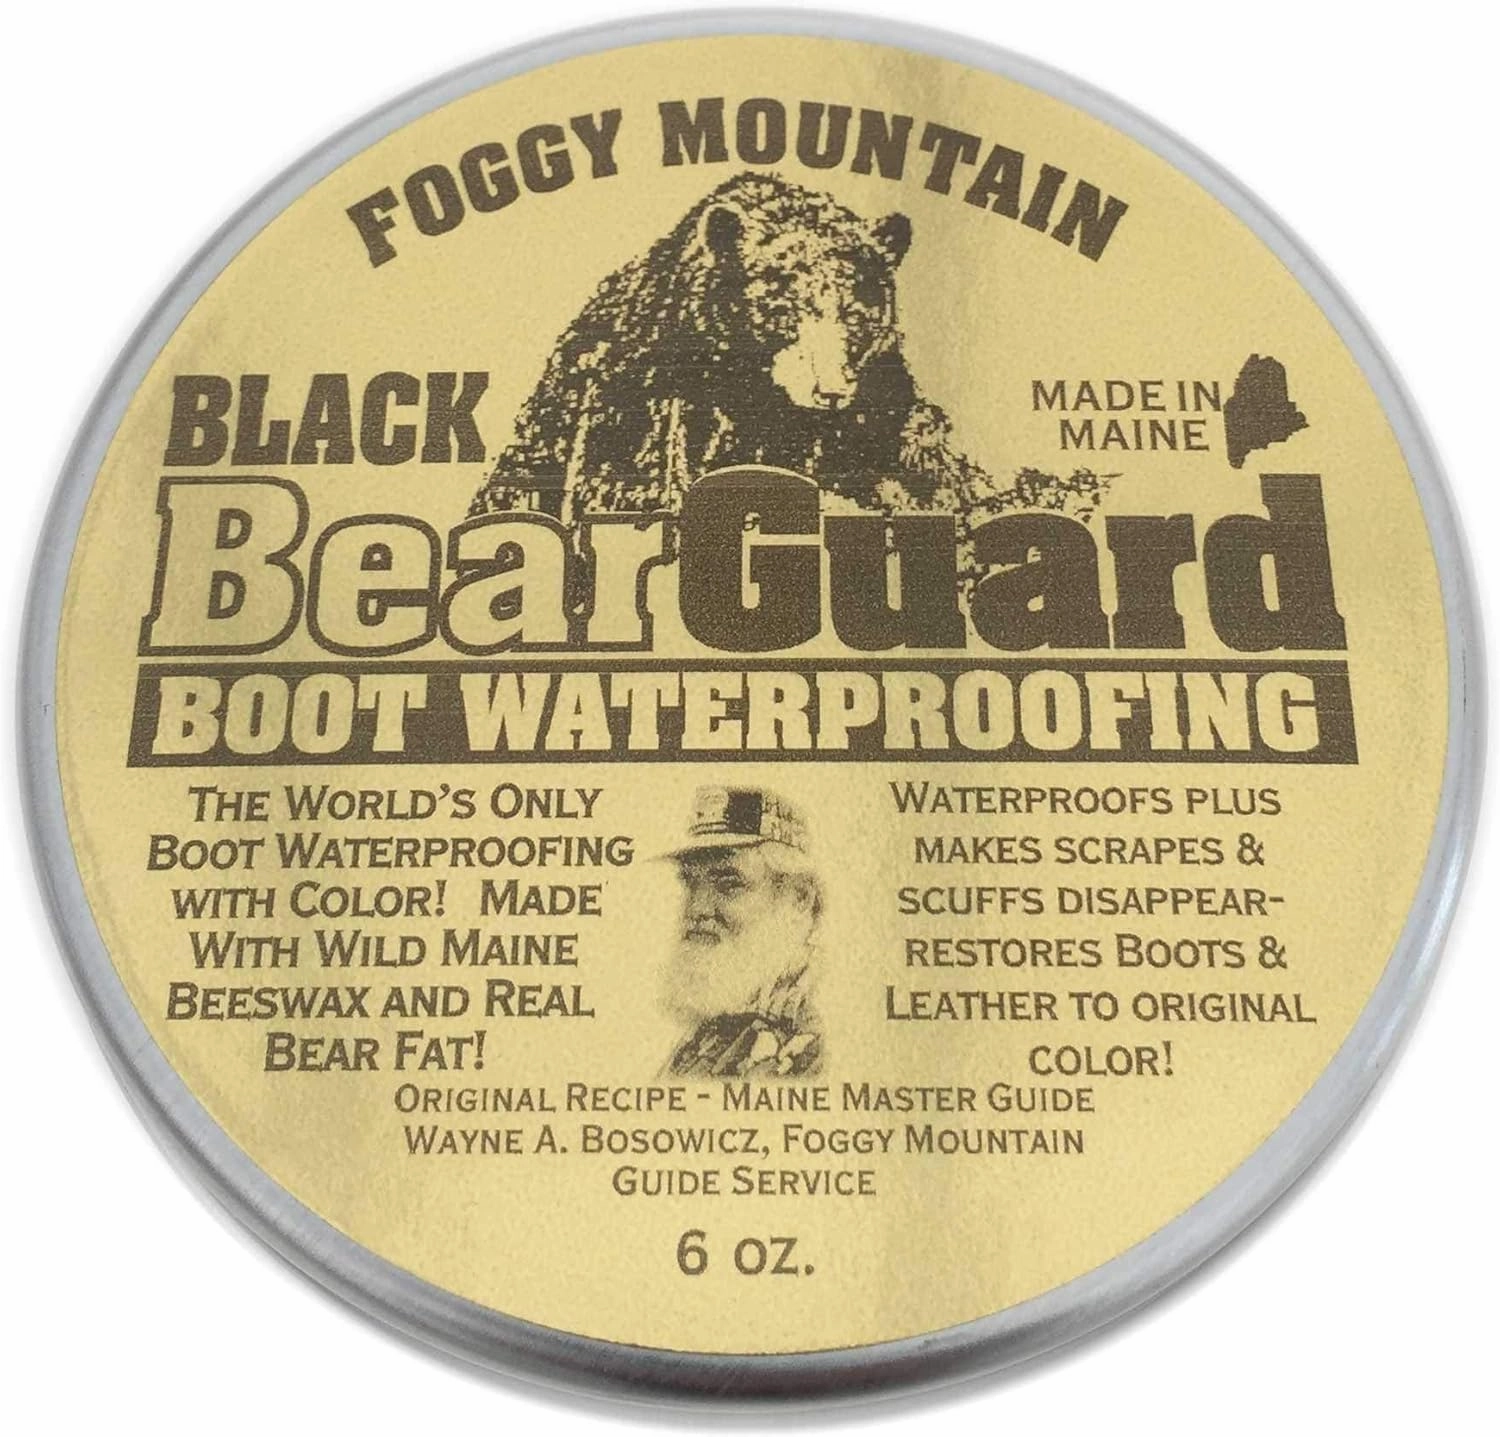 FOGGY MOUNTAIN
BLACK
MADE IN
MAINE
BearGuard
BOOT WATERPROOFING
THE WORLD'S ONLY
BOOT WATERPROOFING
WITH COLOR! MADE
WITH WILD MAINE
BEESWAX AND REAL
BEAR FAT!
WATERPROOFS PLUS
MAKES SCRAPES &
SCUFFS DISAPPEAR-
RESTORES BOOTS &
LEATHER TO ORIGINAL
COLOR!
ORIGINAL RECIPE - MAINE MASTER GUIDE
WAYNE A. BOSOWICZ, FOGGY MOUNTAIN
GUIDE SERVICE
6 OZ.